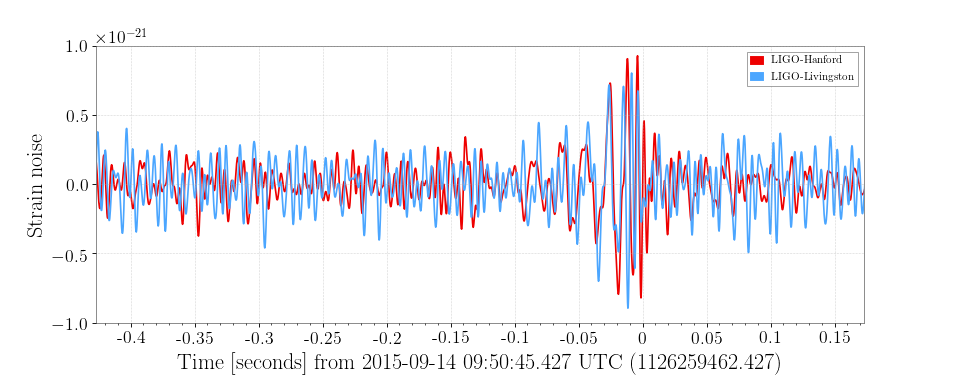 ×10⁻²¹
1.0
0.5
0.0
−0.5
−1.0
Strain noise
LIGO-Hanford
LIGO-Livingston
-0.4 -0.35 -0.3 -0.25 -0.2 -0.15 -0.1 -0.05 0 0.05 0.1 0.15
Time [seconds] from 2015-09-14 09:50:45.427 UTC (1126259462.427)